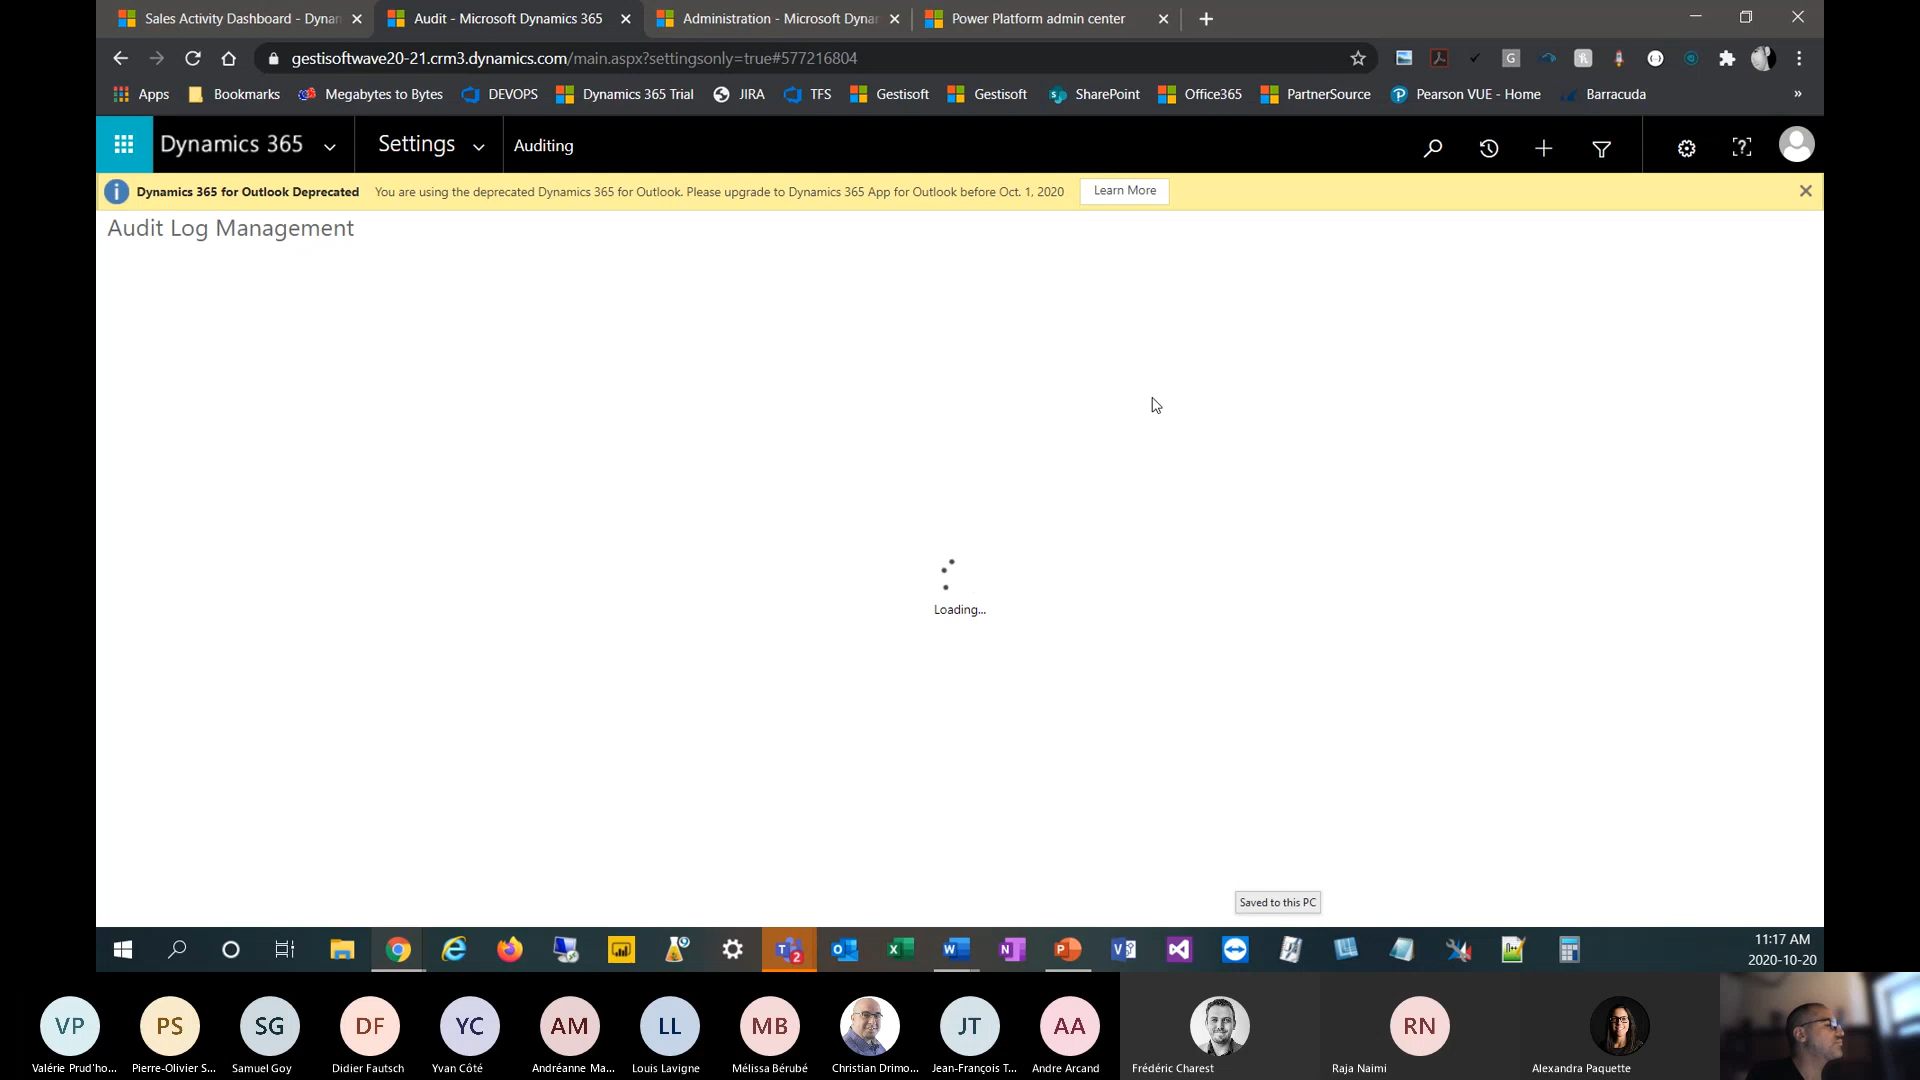 Sales Activity Dashboard - Dynam
Audit - Microsoft Dynamics 365
Administration - Microsoft Dynam
Power Platform admin center
gestisoftwave20-21.crm3.dynamics.com/main.aspx?settingsonly=true#577216804
Apps
Bookmarks
Megabytes to Bytes
DEVOPS
Dynamics 365 Trial
JIRA
TFS
Gestisoft
Gestisoft
SharePoint
Office365
PartnerSource
Pearson VUE - Home
Barracuda
»
Dynamics 365
Settings
Auditing
Dynamics 365 for Outlook Deprecated You are using the deprecated Dynamics 365 for Outlook. Please upgrade to Dynamics 365 App for Outlook before Oct. 1, 2020 Learn More
Audit Log Management
Loading...
Saved to this PC
11:17 AM
2020-10-20
VP
PS
SG
DF
YC
AM
LL
MB
JT
AA
RN
Valérie Prud'ho...
Pierre-Olivier S...
Samuel Goy
Didier Fautsch
Yvan Côté
Andréanne Ma...
Louis Lavigne
Mélissa Bérubé
Christian Drimo...
Jean-François T...
Andre Arcand
Frédéric Charest
Raja Naimi
Alexandra Paquette